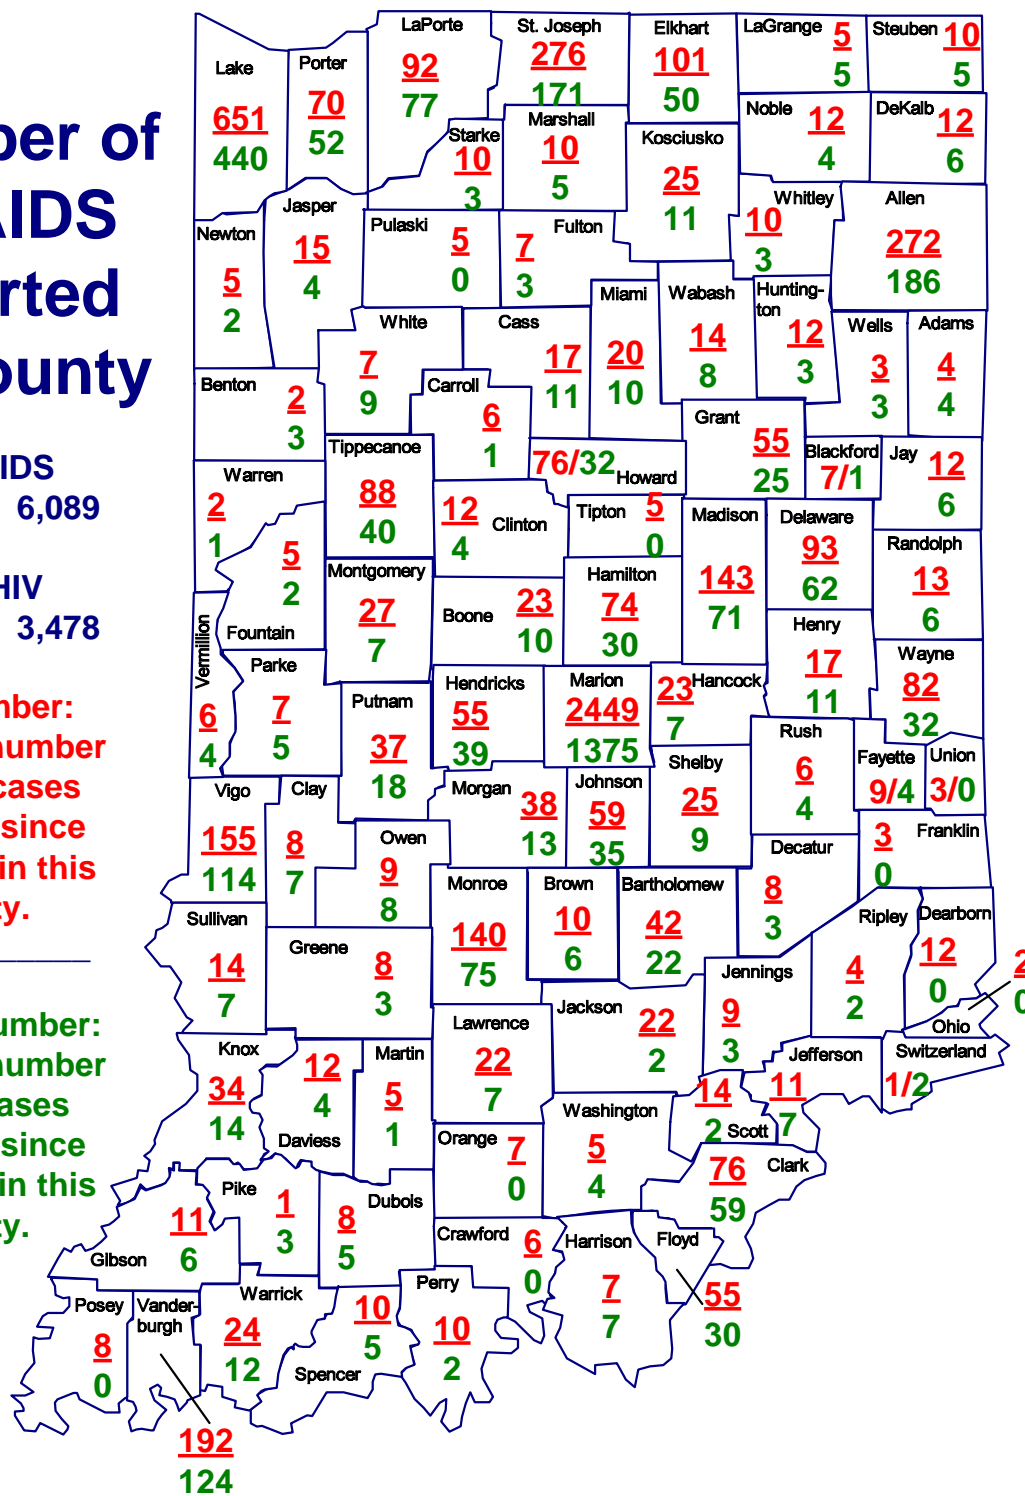 LaPorte
92
77
St. Joseph
276
171
Elkhart
101
50
LaGrange
5
5
Steuben
10
5
Lake
651
440
Porter
70
52
Starke
10
3
Marshall
10
5
Kosciusko
25
11
Noble
12
4
DeKalb
12
6
ber of
AIDS
rted
ounty
IDS
6,089
HIV
3,478
mber:
number
cases
since
in this
ty.
umber:
number
ases
since
in this
ty.
Newton
5
2
Jasper
15
4
Pulaski
5
0
Fulton
7
3
Whitley
10
3
Allen
272
186
White
7
9
Cass
17
11
Miami
20
10
Wabash
14
8
Hunting-
ton
12
3
Wells
3
3
Adams
4
4
Benton
2
3
Carroll
6
1
Grant
55
25
Blackford
7/1
Jay
12
6
Warren
2
1
Tippecanoe
88
40
76/32
Howard
12
4
Clinton
Tipton
5
0
Madison
143
71
Delaware
93
62
Randolph
13
6
5
2
Fountain
Montgomery
27
7
Boone
23
10
Hamilton
74
30
Henry
17
11
Wayne
82
32
Vermillion
6
4
Parke
7
5
Putnam
37
18
Hendricks
55
39
Marion
2449
1375
23
7
Hancock
Rush
6
4
Fayette
9/4
Union
3/0
Vigo
155
114
Clay
8
7
Owen
9
8
Morgan
38
13
Johnson
59
35
Shelby
25
9
Decatur
8
3
Franklin
3
0
Sullivan
14
7
Greene
8
3
Monroe
140
75
Brown
10
6
Bartholomew
42
22
Jennings
9
3
Ripley
4
2
Dearborn
12
0
2
0
Ohio
Knox
34
14
12
4
Daviess
Martin
5
1
Lawrence
22
7
Jackson
22
2
Jefferson
11
7
Switzerland
1/2
14
2
Scott
Washington
5
4
Orange
7
0
Clark
76
59
Gibson
11
6
Pike
1
3
Dubois
8
5
Crawford
6
0
Harrison
7
7
Floyd
55
30
Posey
8
0
Vander-
burgh
192
124
Warrick
24
12
10
5
Spencer
Perry
10
2